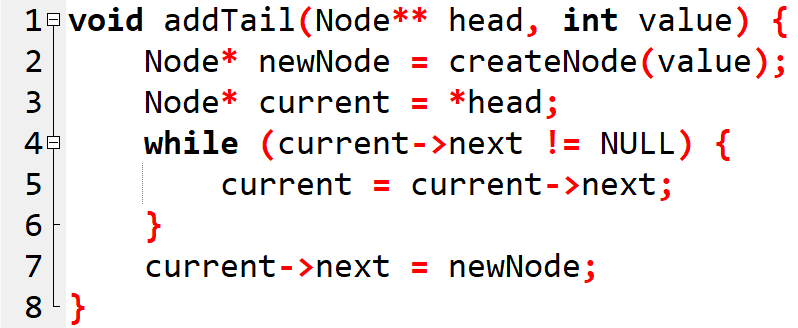 1 void addTail(Node** head, int value) {
2 Node* newNode = createNode(value);
3 Node* current = *head;
4 while (current->next != NULL) {
5 current = current->next;
6 }
7 current->next = newNode;
8 }